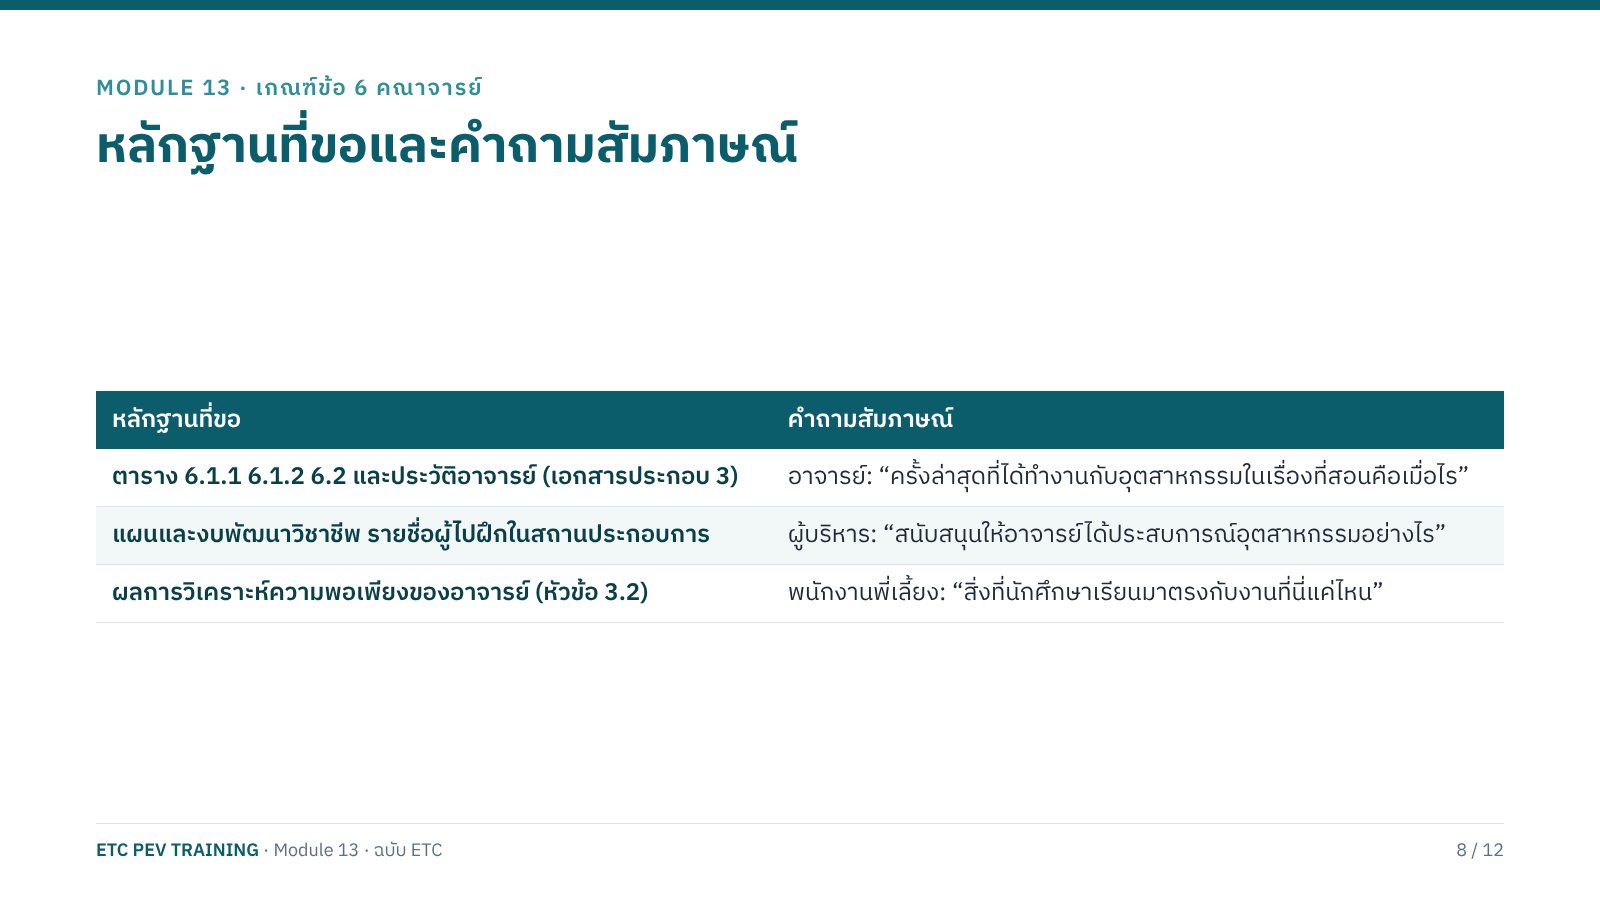 MODULE 13 · เกณฑ์ข้อ 6 คณาจารย์
หลักฐานที่ขอและคำถามสัมภาษณ์
หลักฐานที่ขอ คำถามสัมภาษณ์
ตาราง 6.1.1 6.1.2 6.2 และประวัติอาจารย์ (เอกสารประกอบ 3) อาจารย์: “ครั้งล่าสุดที่ได้ทำงานกับอุตสาหกรรมในเรื่องที่สอนคือเมื่อไร”
แผนและงบพัฒนาวิชาชีพ รายชื่อผู้ไปฝึกในสถานประกอบการ ผู้บริหาร: “สนับสนุนให้อาจารย์ได้ประสบการณ์อุตสาหกรรมอย่างไร”
ผลการวิเคราะห์ความพอเพียงของอาจารย์ (หัวข้อ 3.2) พนักงานพี่เลี้ยง: “สิ่งที่นักศึกษาเรียนมาตรงกับงานที่นี่แค่ไหน”
ETC PEV TRAINING · Module 13 · ฉบับ ETC 8 / 12